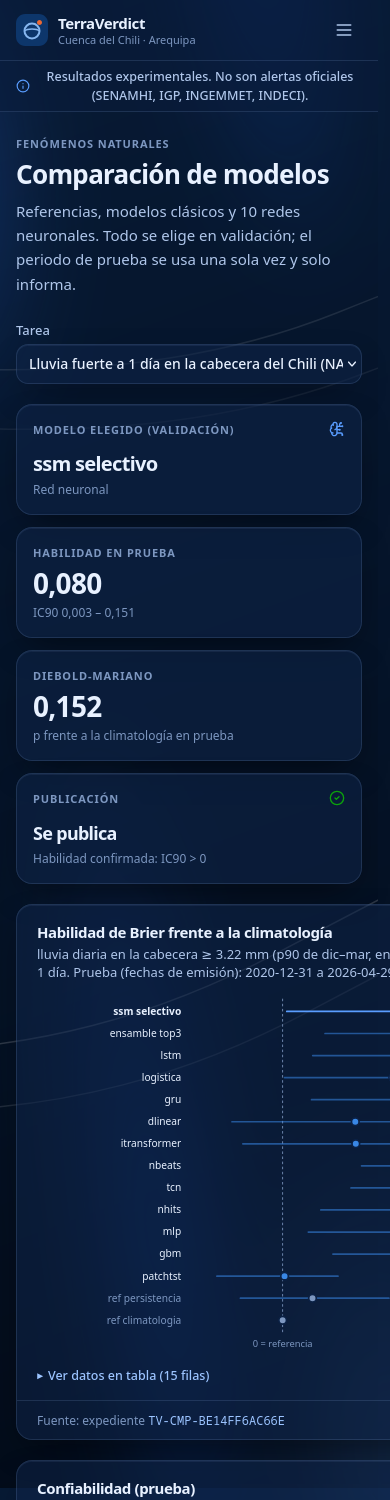 TerraVerdict
Cuenca del Chili · Arequipa
Resultados experimentales. No son alertas oficiales
(SENAMHI, IGP, INGEMMET, INDECI).
FENÓMENOS NATURALES
Comparación de modelos
Referencias, modelos clásicos y 10 redes
neuronales. Todo se elige en validación; el
periodo de prueba se usa una sola vez y solo
informa.
Tarea
Lluvia fuerte a 1 día en la cabecera del Chili (NA
MODELO ELEGIDO (VALIDACIÓN)
ssm selectivo
Red neuronal
HABILIDAD EN PRUEBA
0,080
IC90 0,003 – 0,151
DIEBOLD-MARIANO
0,152
p frente a la climatología en prueba
PUBLICACIÓN
Se publica
Habilidad confirmada: IC90 > 0
Habilidad de Brier frente a la climatología
lluvia diaria en la cabecera ≥ 3.22 mm (p90 de dic–mar, en
1 día. Prueba (fechas de emisión): 2020-12-31 a 2026-04-29
ssm selectivo
ensamble top3
lstm
logistica
gru
dlinear
itransformer
nbeats
tcn
nhits
mlp
gbm
patchtst
ref persistencia
ref climatologia
0 = referencia
▸ Ver datos en tabla (15 filas)
Fuente: expediente TV-CMP-BE14FF6AC66E
Confiabilidad (prueba)